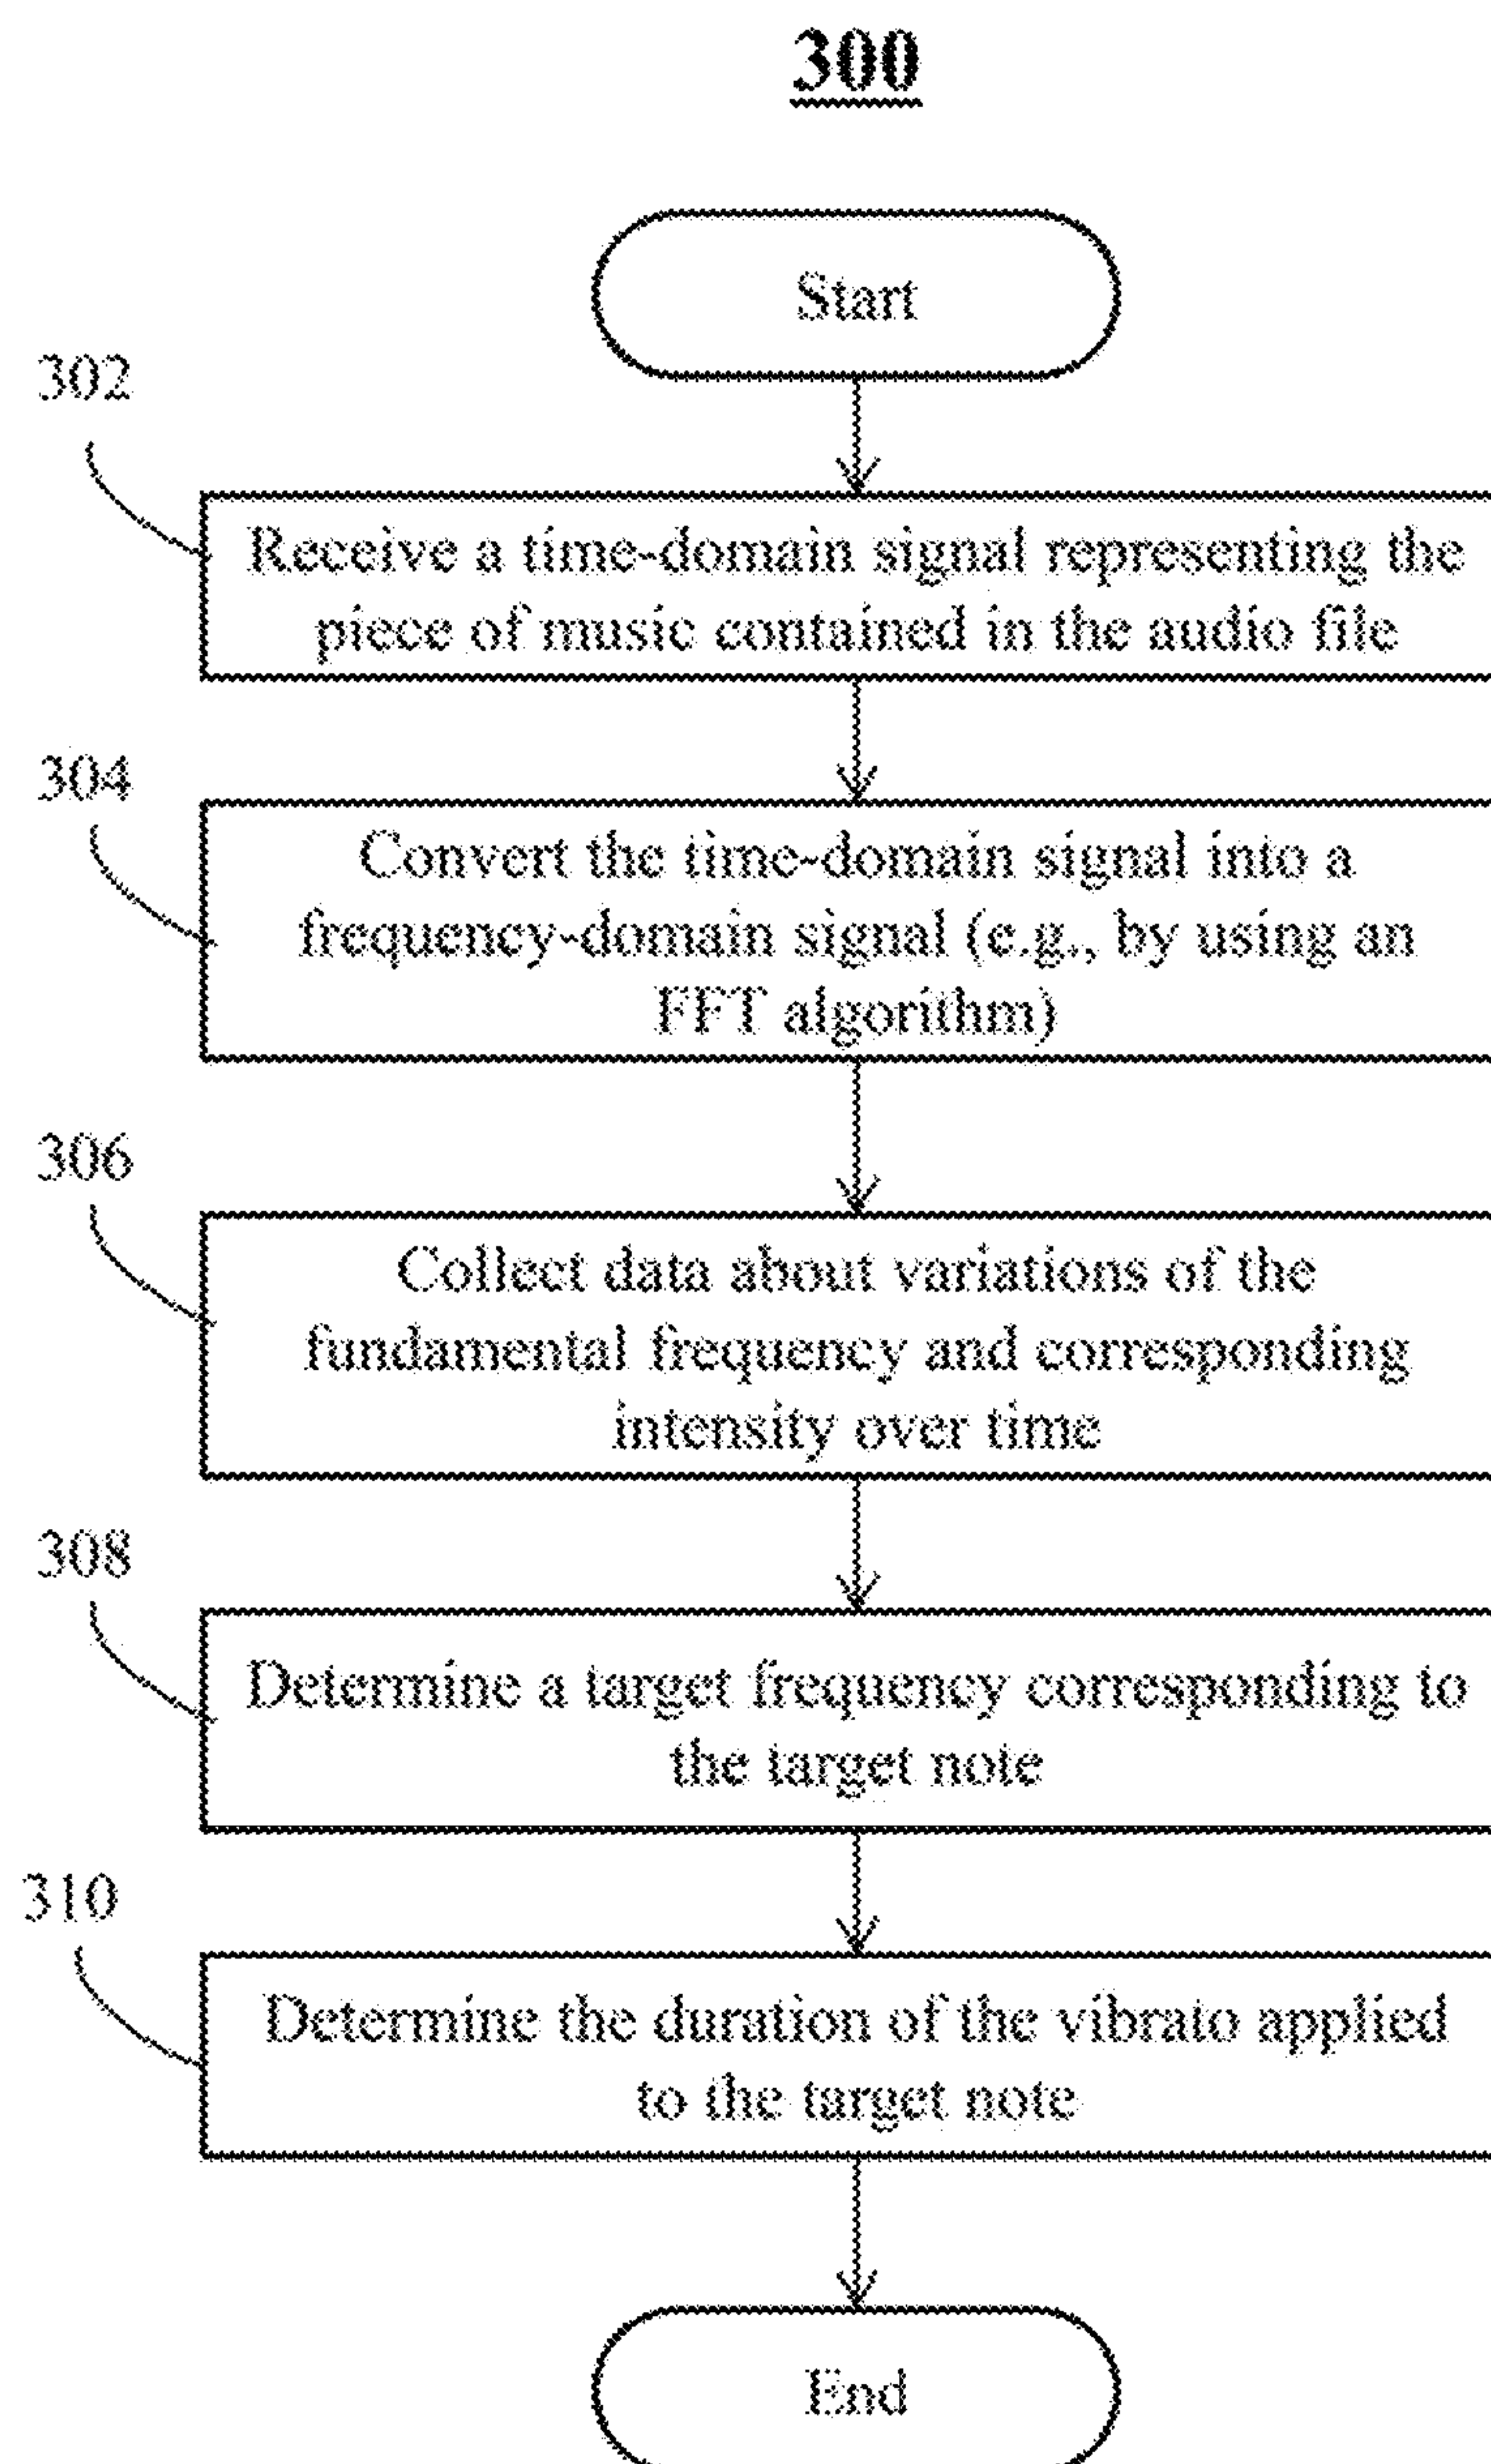 300
Start
302
Receive a time-domain signal representing the
piece of music contained in the audio file
304
Convert the time-domain signal into a
frequency-domain signal (e.g., by using an
FFT algorithm)
306
Collect data about variations of the
fundamental frequency and corresponding
intensity over time
308
Determine a target frequency corresponding to
the target note
310
Determine the duration of the vibrato applied
to the target note
End